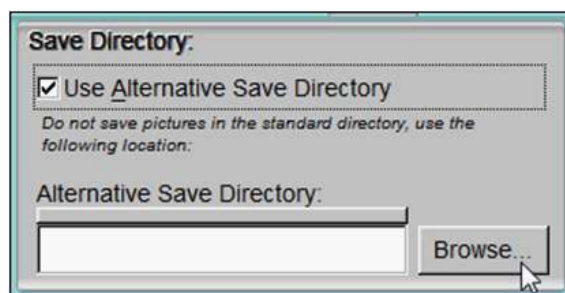 Save Directory:
Use Alternative Save Directory
Do not save pictures in the standard directory, use the
following location:
Alternative Save Directory:
Browse...